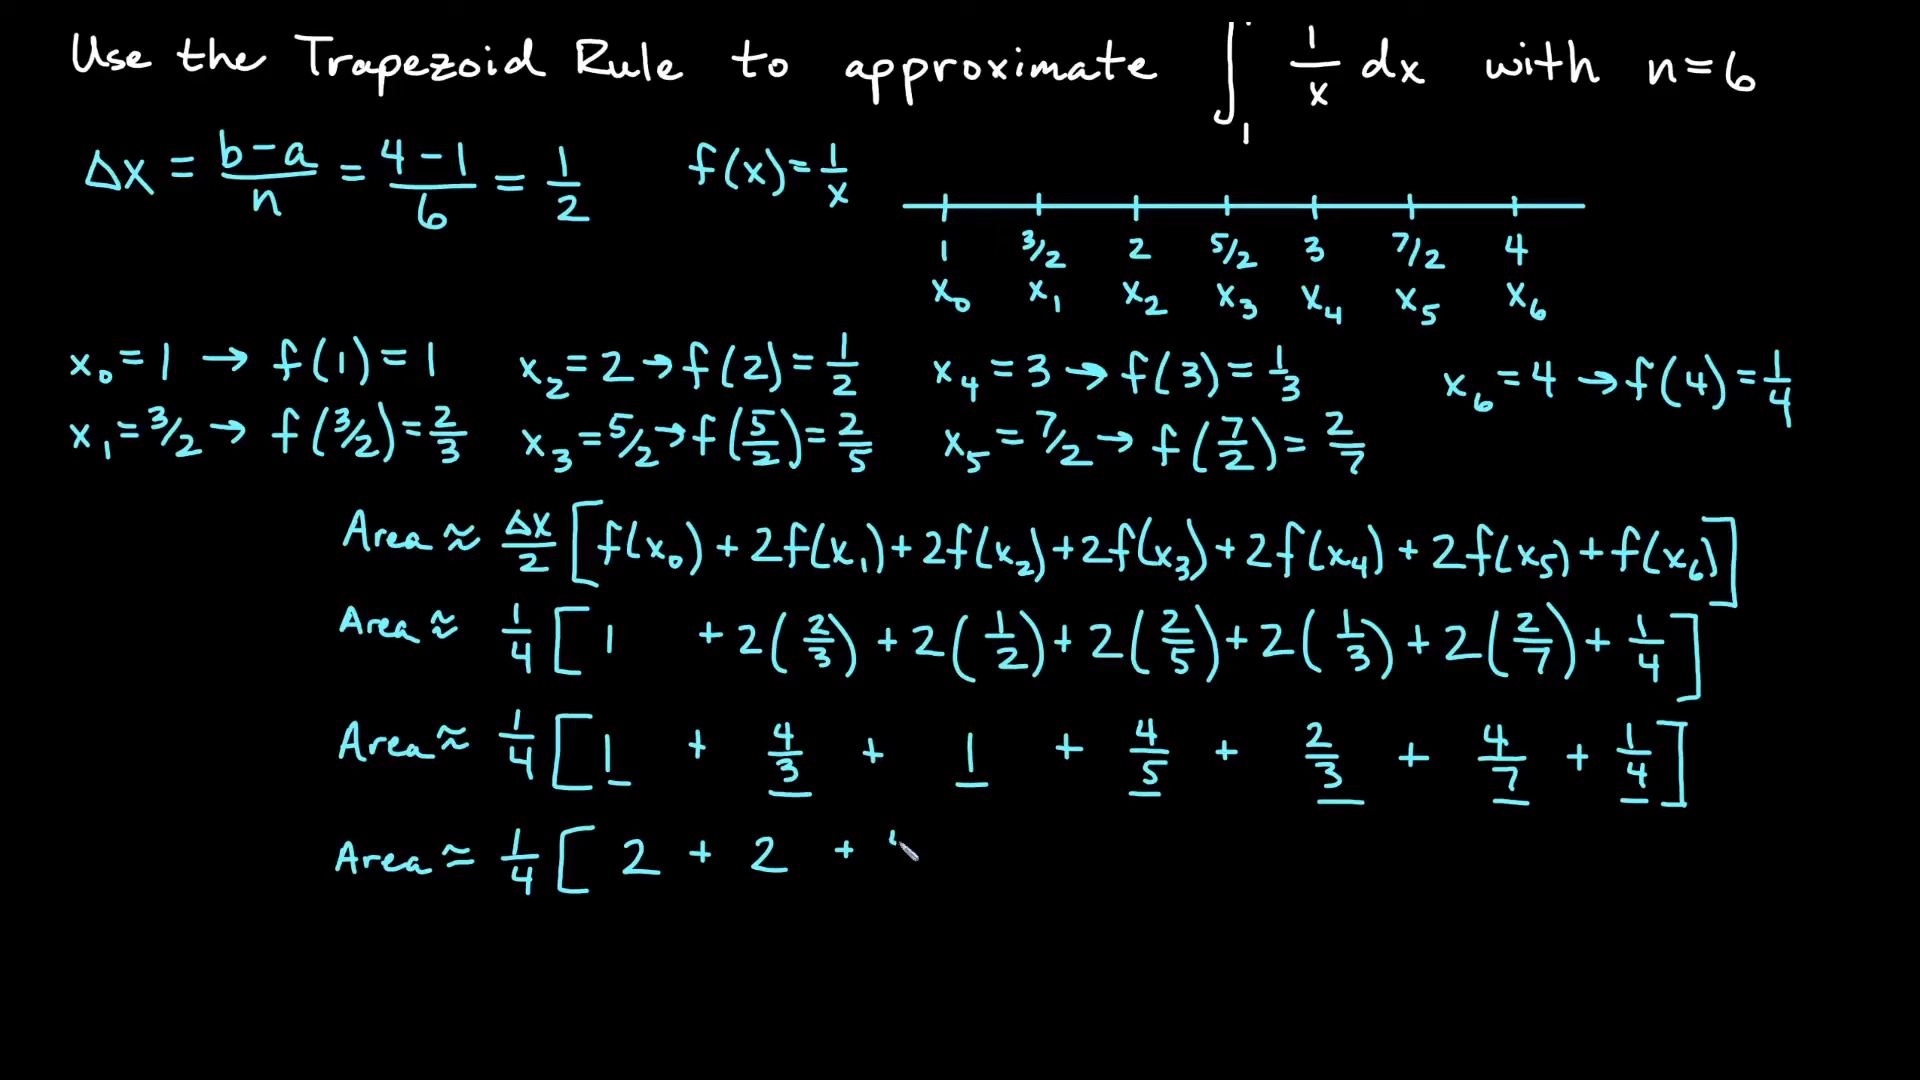 Use the Trapezoid Rule to approximate ∫₁ 1/x dx with n=6
Δx = (b-a)/n = (4-1)/6 = 1/2
f(x) = 1/x
1 3/2 2 5/2 3 7/2 4
x₀ x₁ x₂ x₃ x₄ x₅ x₆
x₀ = 1 → f(1) = 1
x₂ = 2 → f(2) = 1/2
x₄ = 3 → f(3) = 1/3
x₆ = 4 → f(4) = 1/4
x₁ = 3/2 → f(3/2) = 2/3
x₃ = 5/2 → f(5/2) = 2/5
x₅ = 7/2 → f(7/2) = 2/7
Area ≈ Δx/2 [f(x₀) + 2f(x₁) + 2f(x₂) + 2f(x₃) + 2f(x₄) + 2f(x₅) + f(x₆)]
Area ≈ 1/4 [1 + 2(2/3) + 2(1/2) + 2(2/5) + 2(1/3) + 2(2/7) + 1/4]
Area ≈ 1/4 [1 + 4/3 + 1 + 4/5 + 2/3 + 4/7 + 1/4]
Area ≈ 1/4 [2 + 2 +